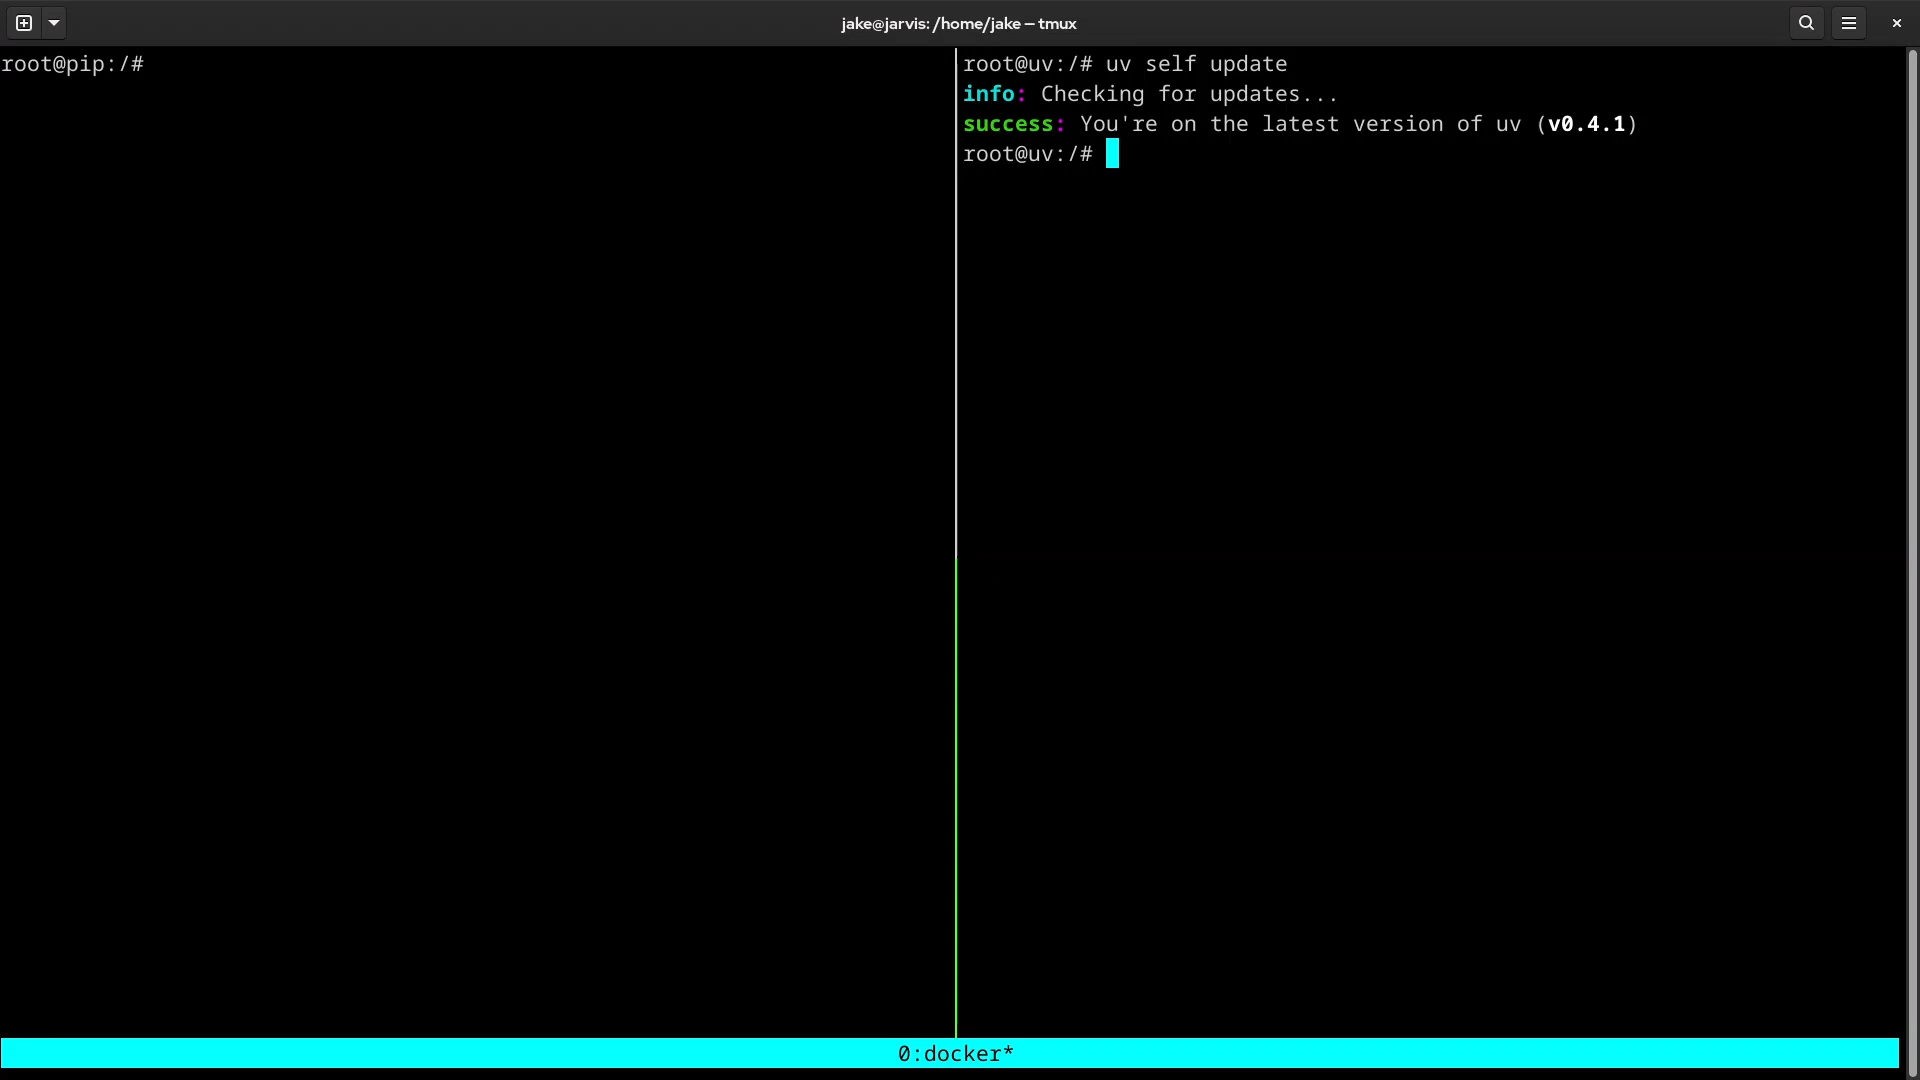 jake@jarvis: /home/jake — tmux
root@pip:/#
root@uv:/# uv self update
info: Checking for updates...
success: You're on the latest version of uv (v0.4.1)
root@uv:/#
0:docker*